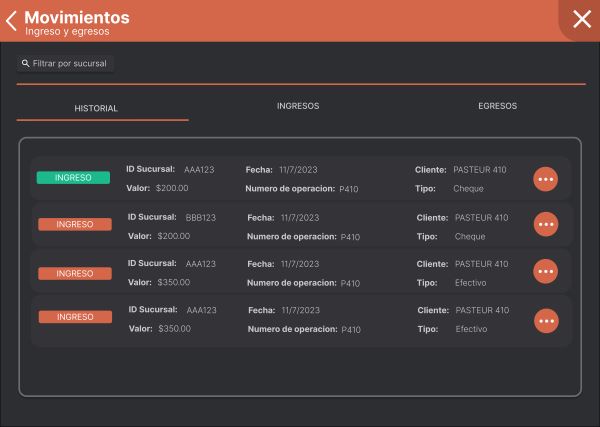 Movimientos
Ingreso y egresos
Filtrar por sucursal
HISTORIAL INGRESOS EGRESOS
INGRESO ID Sucursal: AAA123 Fecha: 11/7/2023 Cliente: PASTEUR 410
Valor: $200.00 Numero de operacion: P410 Tipo: Cheque
INGRESO ID Sucursal: BBB123 Fecha: 11/7/2023 Cliente: PASTEUR 410
Valor: $200.00 Numero de operacion: P410 Tipo: Cheque
INGRESO ID Sucursal: AAA123 Fecha: 11/7/2023 Cliente: PASTEUR 410
Valor: $350.00 Numero de operacion: P410 Tipo: Efectivo
INGRESO ID Sucursal: AAA123 Fecha: 11/7/2023 Cliente: PASTEUR 410
Valor: $350.00 Numero de operacion: P410 Tipo: Efectivo